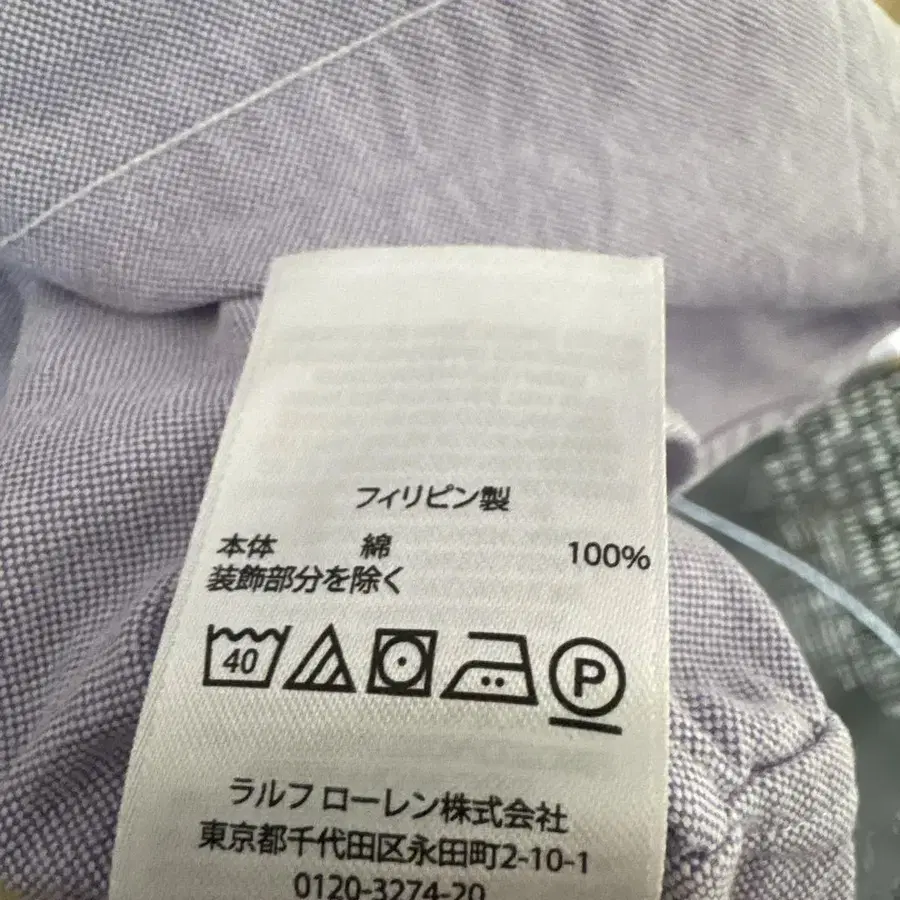 フィリピン製
本体 綿 100%
装飾部分を除く
40 P
ラルフ ローレン株式会社
東京都千代田区永田町2-10-1
0120-3274-20